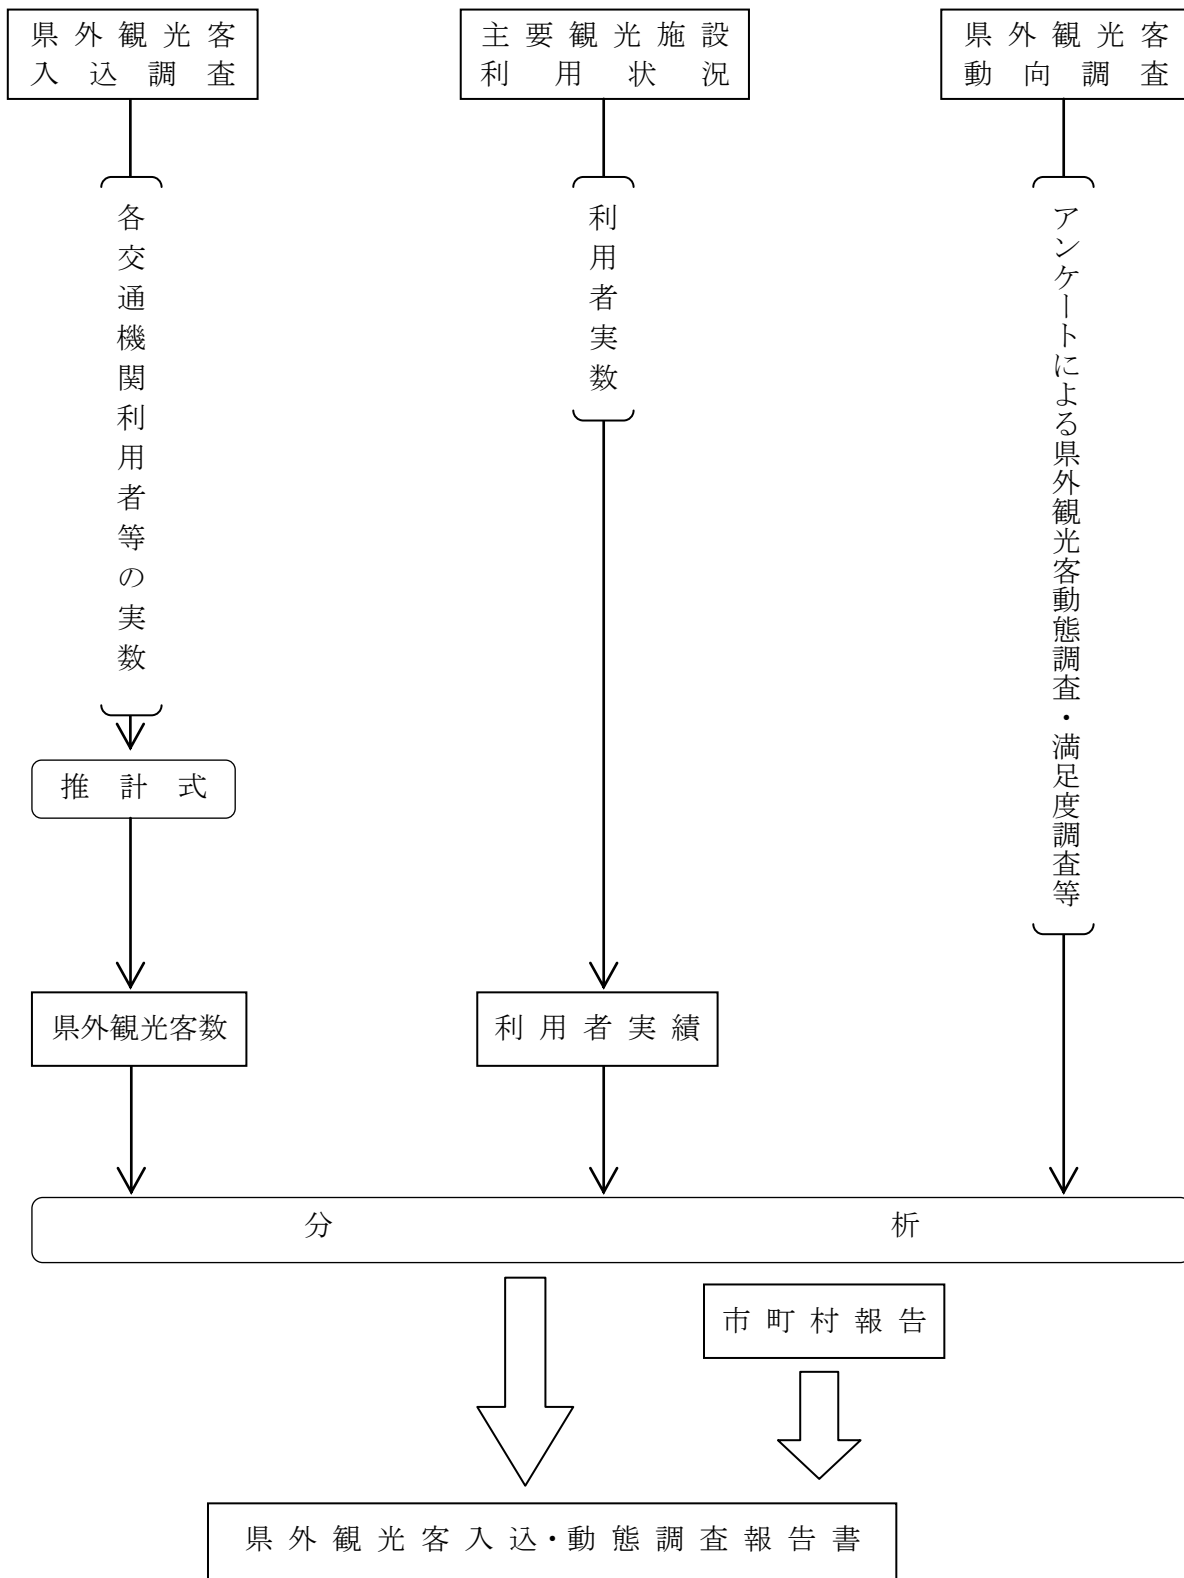 県外観光客
入込調査
主要観光施設
利用状況
県外観光客
動向調査
各交通機関利用者等の実数
利用者実数
アンケートによる県外観光客動態調査・満足度調査等
推計式
県外観光客数
利用者実績
分析
市町村報告
県外観光客入込・動態調査報告書